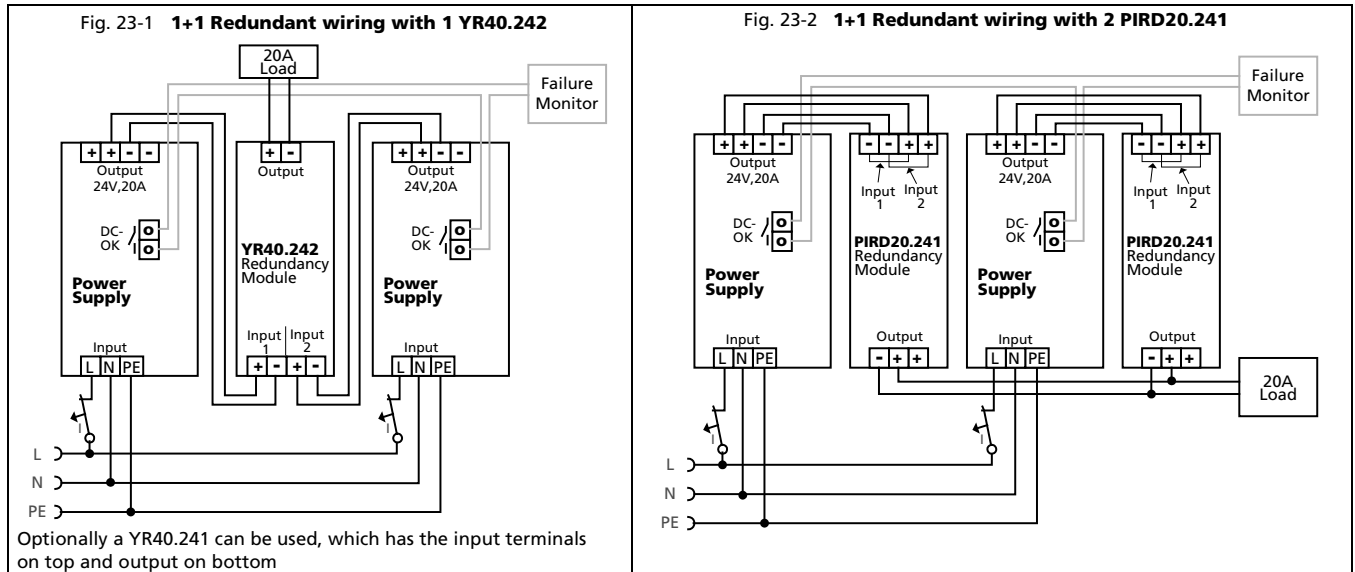 Fig. 23-1 1+1 Redundant wiring with 1 YR40.242
20A
Load
Failure
Monitor
+ + - -
Output
24V,20A
DC-
OK
Power
Supply
Input
L N PE
+ -
Output
YR40.242
Redundancy
Module
Input Input
1 2
+ - + -
+ + - -
Output
24V,20A
DC-
OK
Power
Supply
Input
L N PE
I
I
L
N
PE
Optionally a YR40.241 can be used, which has the input terminals
on top and output on bottom
Fig. 23-2 1+1 Redundant wiring with 2 PIRD20.241
Failure
Monitor
+ + - -
Output
24V,20A
DC-
OK
Power
Supply
Input
L N PE
- - + +
Input Input
1 2
PIRD20.241
Redundancy
Module
Output
- + +
+ + - -
Output
24V,20A
DC-
OK
Power
Supply
Input
L N PE
- - + +
Input Input
1 2
PIRD20.241
Redundancy
Module
Output
- + +
20A
Load
I
I
L
N
PE